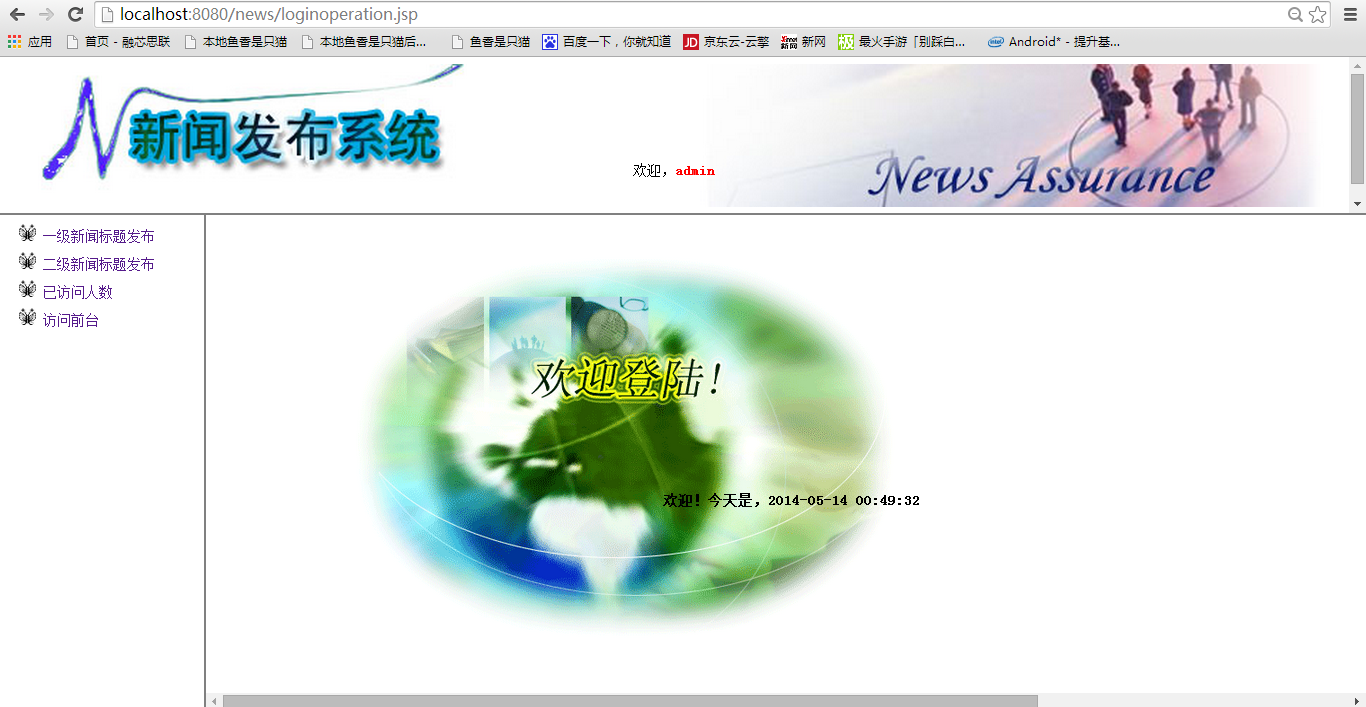 localhost:8080/news/loginoperation.jsp
应用 首页 - 融芯思联 本地鱼香是只猫 本地鱼香是只猫后... 鱼香是只猫 百度一下，你就知道 JD 京东云-云擎 新网 极 最火手游「别踩白... Android* - 提升基...
新闻发布系统
欢迎，admin
News Assurance
一级新闻标题发布
二级新闻标题发布
已访问人数
访问前台
欢迎登陆！
欢迎！今天是，2014-05-14 00:49:32